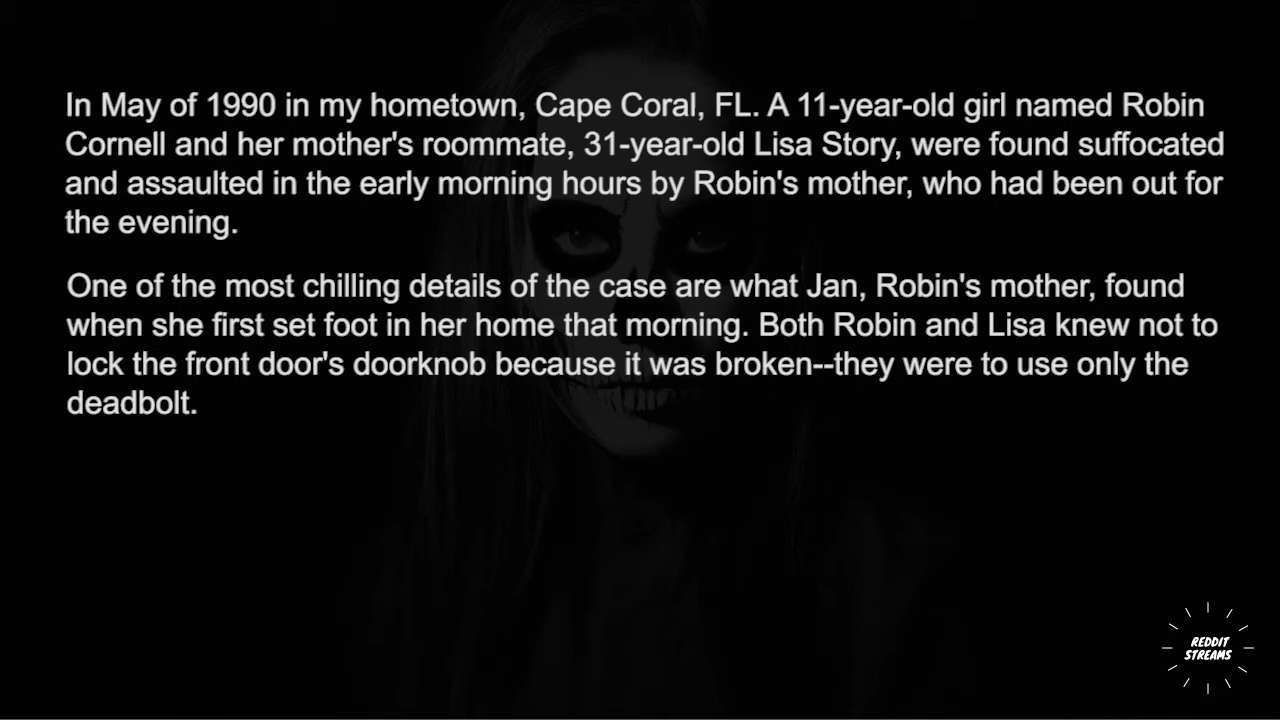 In May of 1990 in my hometown, Cape Coral, FL. A 11-year-old girl named Robin
Cornell and her mother's roommate, 31-year-old Lisa Story, were found suffocated
and assaulted in the early morning hours by Robin's mother, who had been out for
the evening.
One of the most chilling details of the case are what Jan, Robin's mother, found
when she first set foot in her home that morning. Both Robin and Lisa knew not to
lock the front door's doorknob because it was broken--they were to use only the
deadbolt.
REDDIT
STREAMS